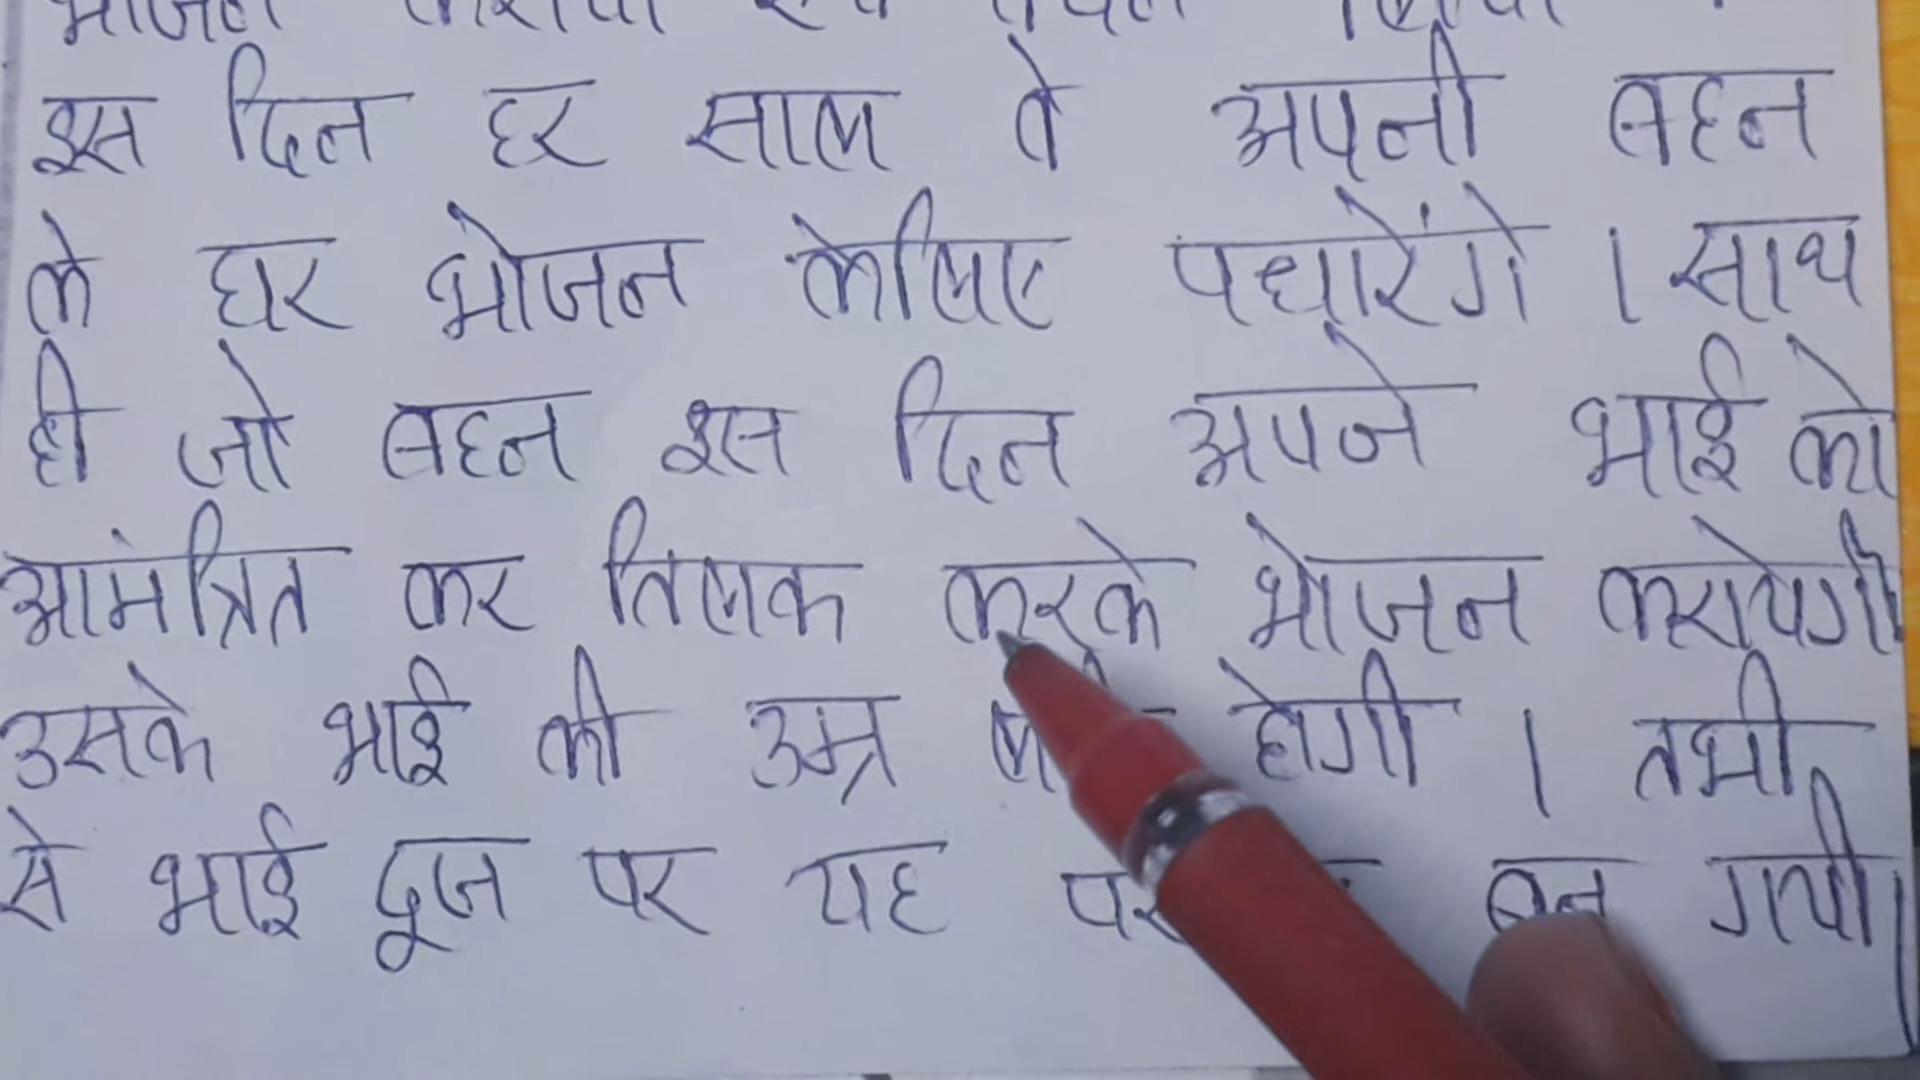 इस दिन हर साल वे अपनी बहन
के घर भोजन केलिए पधारेंगे । साथ
ही जो बहन इस दिन अपने भाई को
आमंत्रित कर तिलक करके भोजन करायेगी
उसके भाई की उम्र होगी । तभी
से भाई दूज पर यह बन गयी।